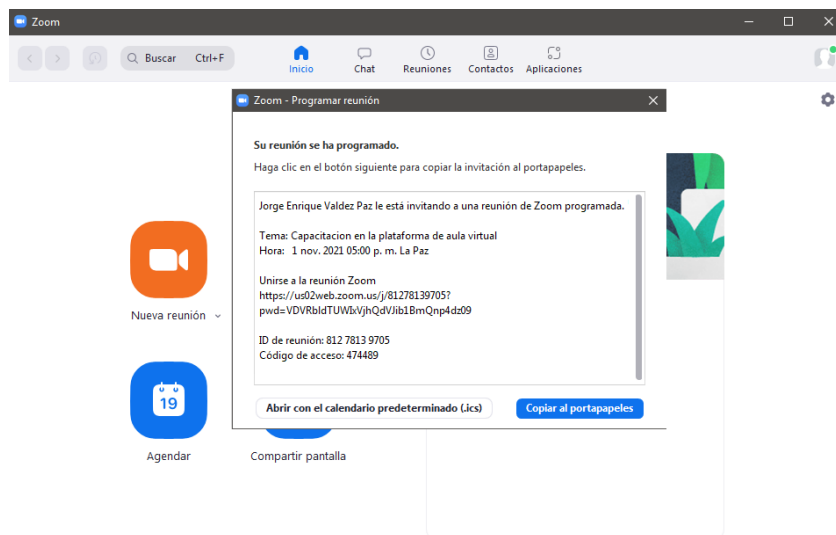 Zoom
Buscar Ctrl+F
Inicio
Chat
Reuniones
Contactos
Aplicaciones
Zoom - Programar reunión
Su reunión se ha programado.
Haga clic en el botón siguiente para copiar la invitación al portapapeles.
Jorge Enrique Valdez Paz le está invitando a una reunión de Zoom programada.
Tema: Capacitacion en la plataforma de aula virtual
Hora: 1 nov. 2021 05:00 p. m. La Paz
Unirse a la reunión Zoom
https://us02web.zoom.us/j/81278139705?
pwd=VDVRbldTUWIxVjhQdVJib1BmQnp4dz09
ID de reunión: 812 7813 9705
Código de acceso: 474489
Abrir con el calendario predeterminado (.ics)
Copiar al portapapeles
Nueva reunión
19
Agendar
Compartir pantalla